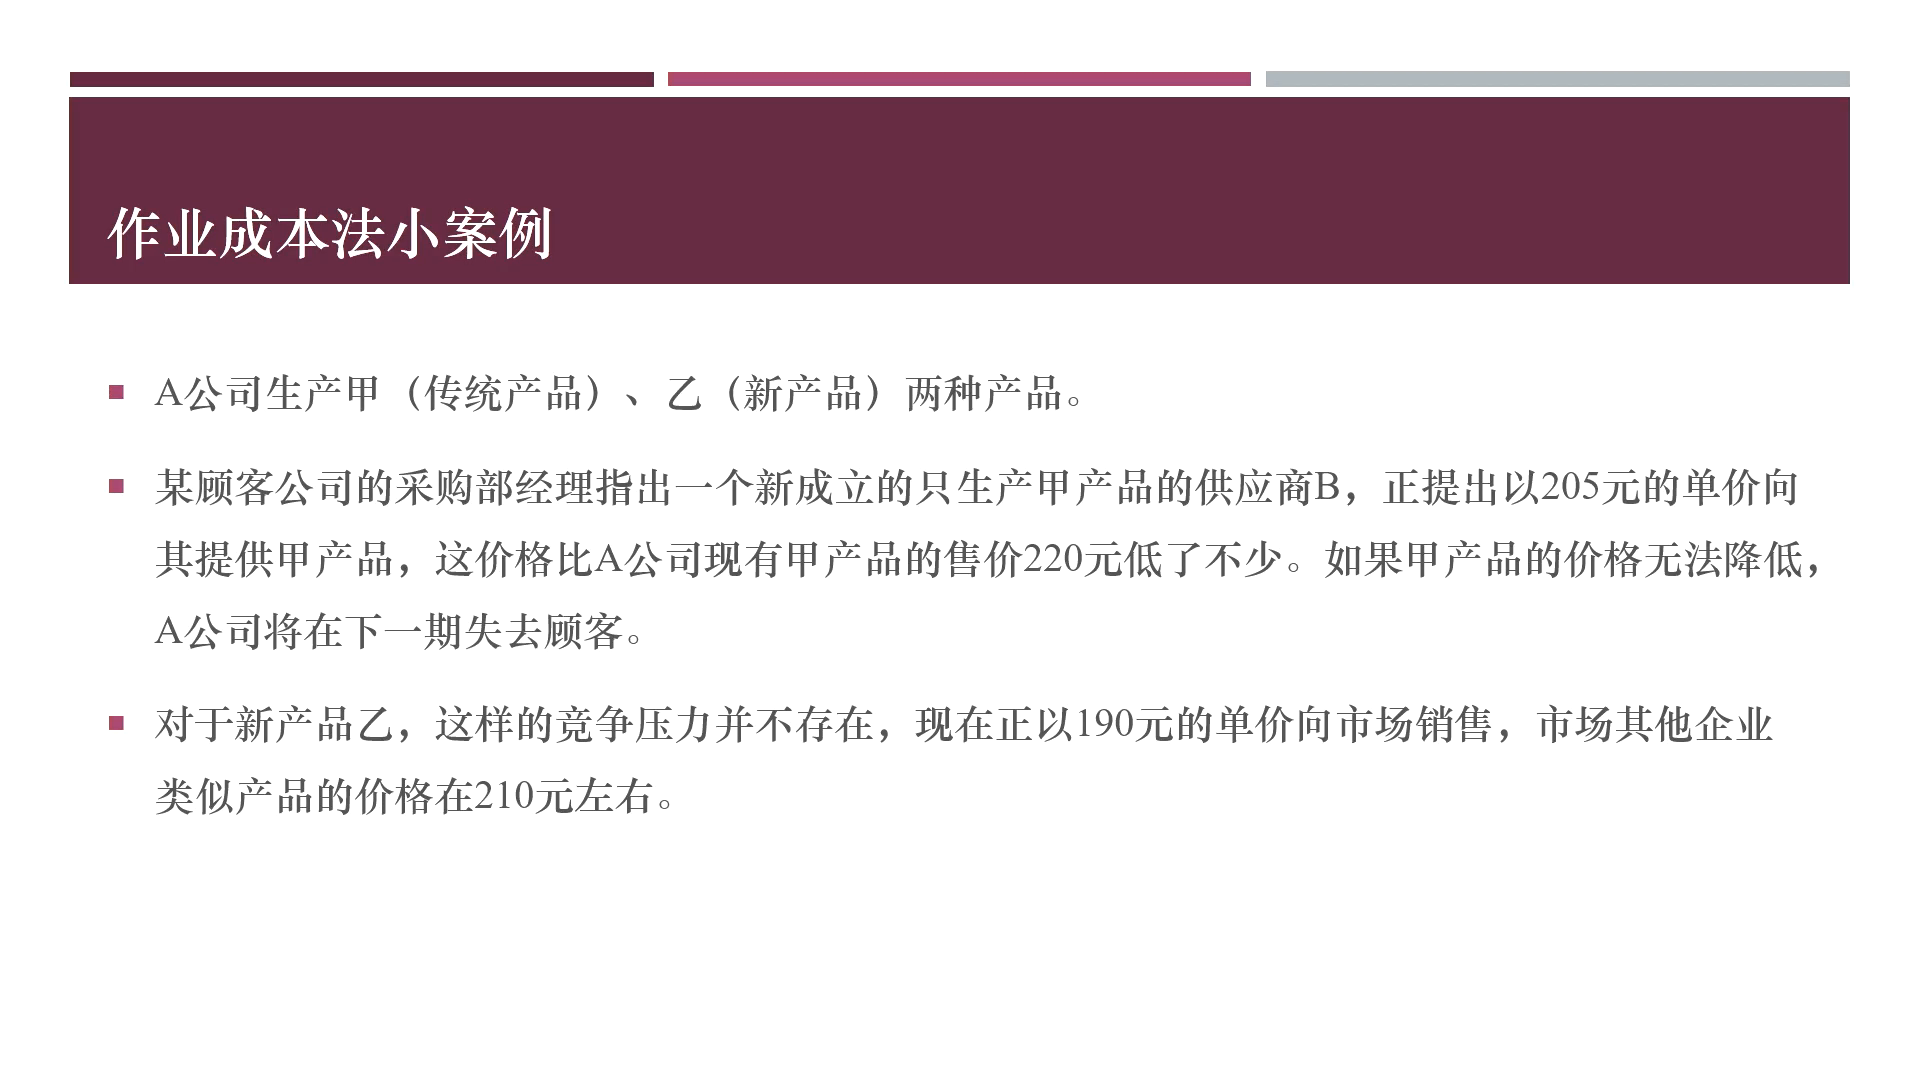 作业成本法小案例
A公司生产甲（传统产品）、乙（新产品）两种产品。
某顾客公司的采购部经理指出一个新成立的只生产甲产品的供应商B，正提出以205元的单价向
其提供甲产品，这价格比A公司现有甲产品的售价220元低了不少。如果甲产品的价格无法降低，
A公司将在下一期失去顾客。
对于新产品乙，这样的竞争压力并不存在，现在正以190元的单价向市场销售，市场其他企业
类似产品的价格在210元左右。